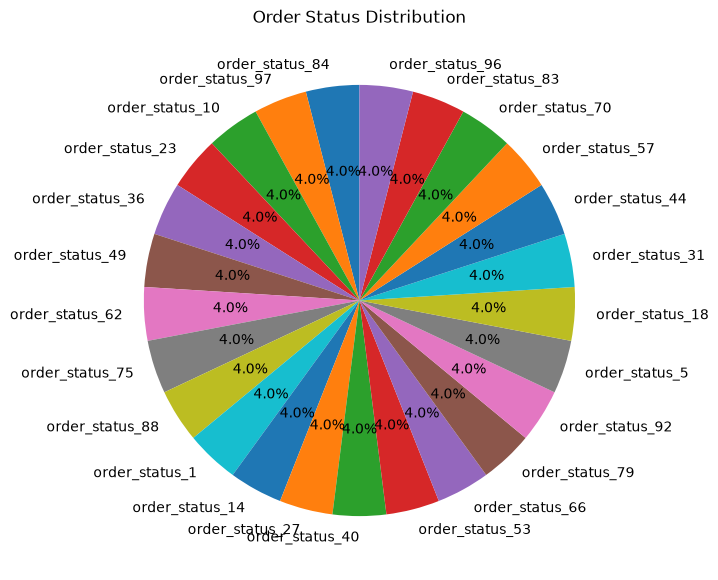 Order Status Distribution
order_status_84
4.0%
order_status_97
4.0%
order_status_10
4.0%
order_status_23
4.0%
order_status_36
4.0%
order_status_49
4.0%
order_status_62
4.0%
order_status_75
4.0%
order_status_88
4.0%
order_status_1
4.0%
order_status_14
4.0%
order_status_27
4.0%
order_status_40
4.0%
order_status_53
4.0%
order_status_66
4.0%
order_status_79
4.0%
order_status_92
4.0%
order_status_5
4.0%
order_status_18
4.0%
order_status_31
4.0%
order_status_44
4.0%
order_status_57
4.0%
order_status_70
4.0%
order_status_83
4.0%
order_status_96
4.0%